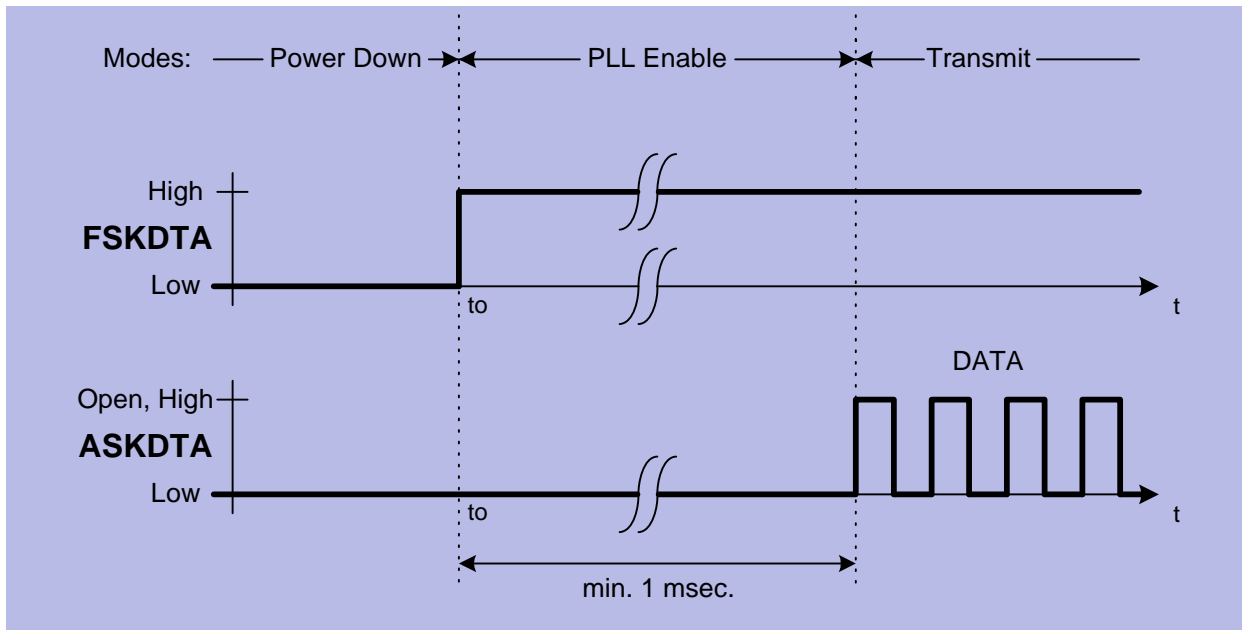 Modes: Power Down PLL Enable Transmit
High
FSKDTA
Low
to
t
DATA
Open, High
ASKDTA
Low
to
t
min. 1 msec.